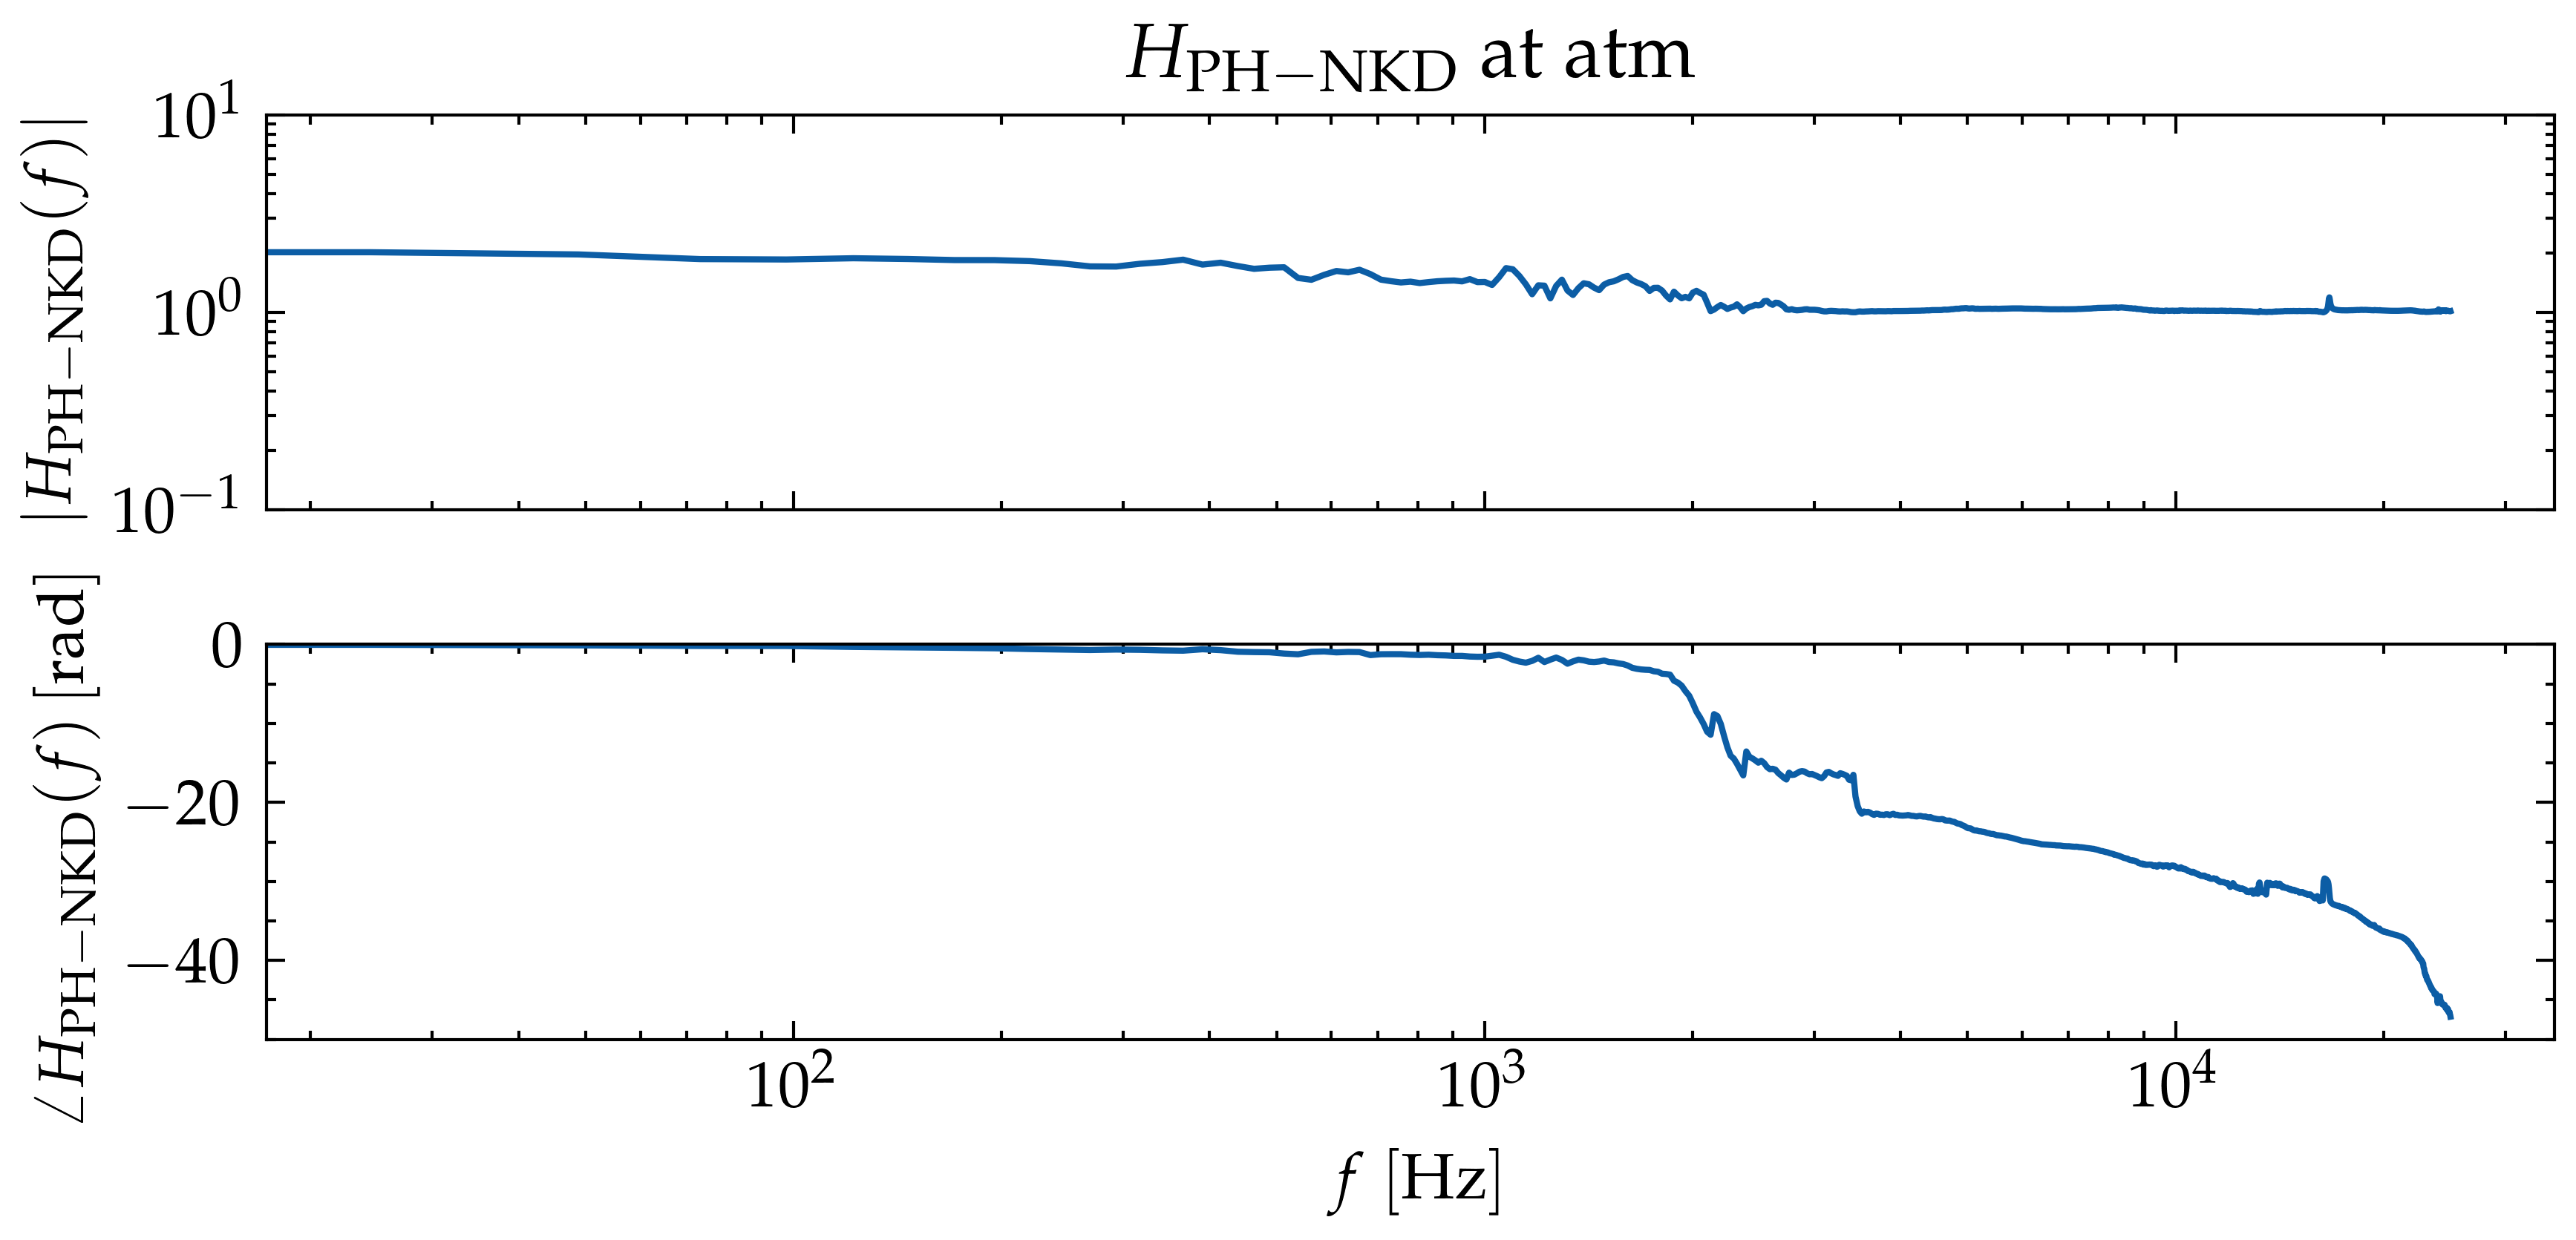 H_PH−NKD at atm
|H_PH−NKD(f)|
10^1
10^0
10^−1
∠H_PH−NKD(f) [rad]
0
−20
−40
10^2 10^3 10^4
f [Hz]